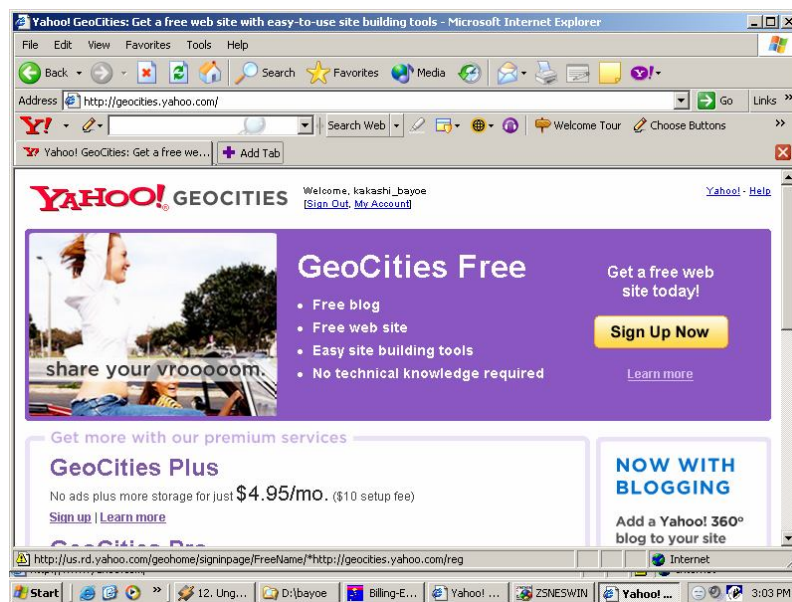 Yahoo! GeoCities: Get a free web site with easy-to-use site building tools - Microsoft Internet Explorer
File Edit View Favorites Tools Help
Back Search Favorites Media
Address http://geocities.yahoo.com/ Go Links »
Y! Search Web Welcome Tour Choose Buttons »
Yahoo! GeoCities: Get a free we... Add Tab
YAHOO! GEOCITIES
Welcome, kakashi_bayoe
[Sign Out, My Account]
Yahoo! - Help
share your vrooooom.
GeoCities Free
• Free blog
• Free web site
• Easy site building tools
• No technical knowledge required
Get a free web
site today!
Sign Up Now
Learn more
Get more with our premium services
GeoCities Plus
No ads plus more storage for just $4.95/mo. ($10 setup fee)
Sign up | Learn more
GeoCities Pro
NOW WITH
BLOGGING
Add a Yahoo! 360°
blog to your site
http://us.rd.yahoo.com/geohome/signinpage/FreeName/*http://geocities.yahoo.com/reg Internet
Start » 12. Ung... D:\bayoe Billing-E... Yahoo! ... ZSNESWIN Yahoo! ... 3:03 PM